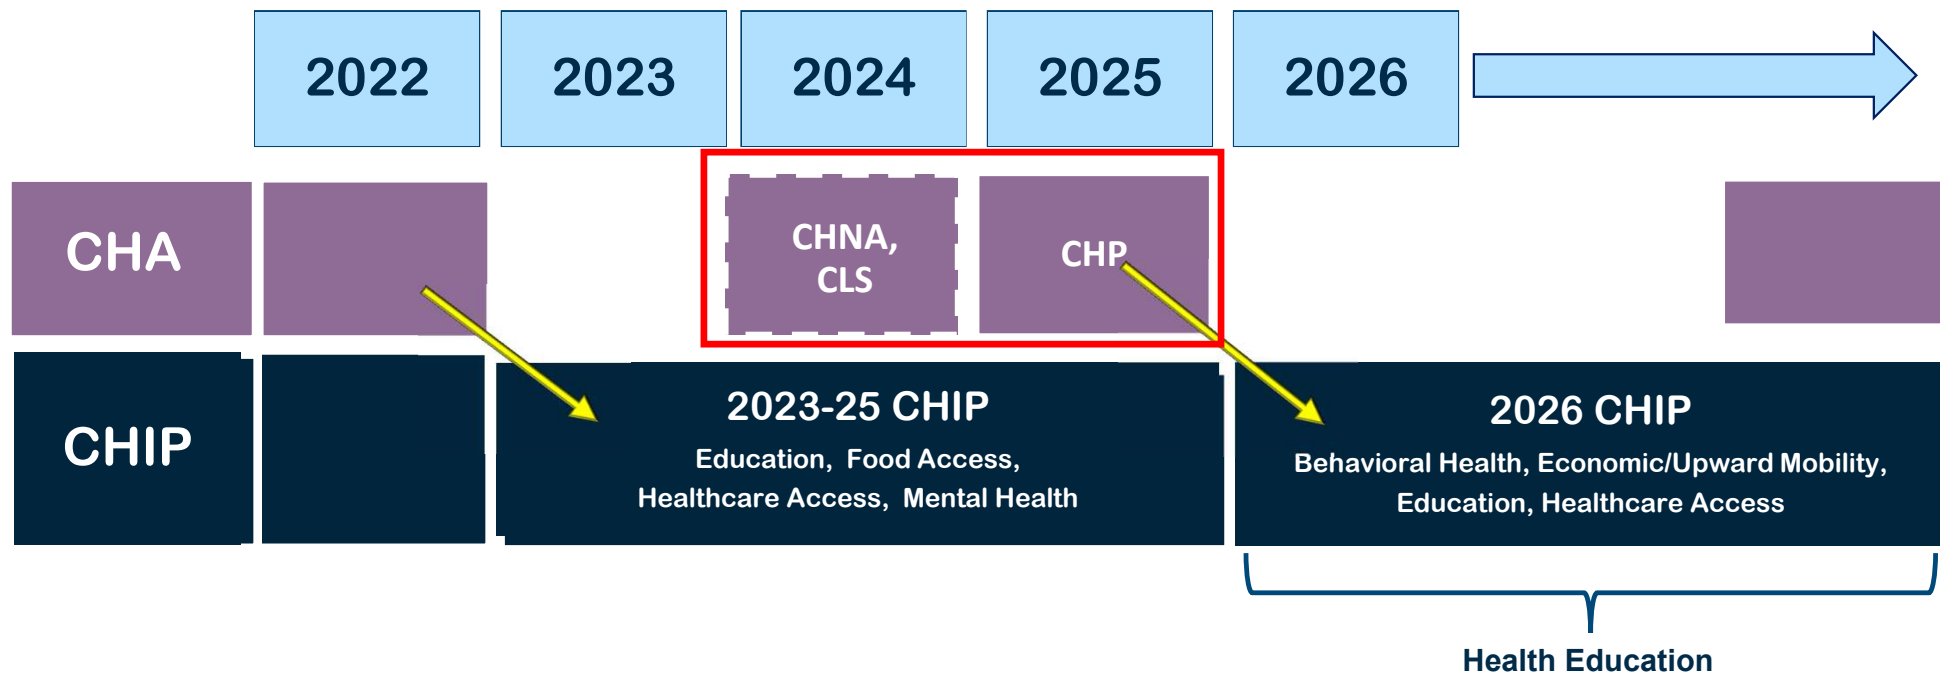 2022
2023
2024
2025
2026
CHA
CHNA,
CLS
CHP
CHIP
2023-25 CHIP
Education, Food Access,
Healthcare Access, Mental Health
2026 CHIP
Behavioral Health, Economic/Upward Mobility,
Education, Healthcare Access
Health Education